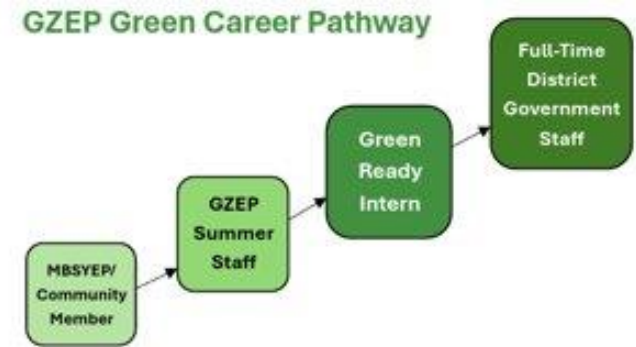 GZEP Green Career Pathway
MBSYEP/
Community
Member
GZEP
Summer
Staff
Green
Ready
Intern
Full-Time
District
Government
Staff